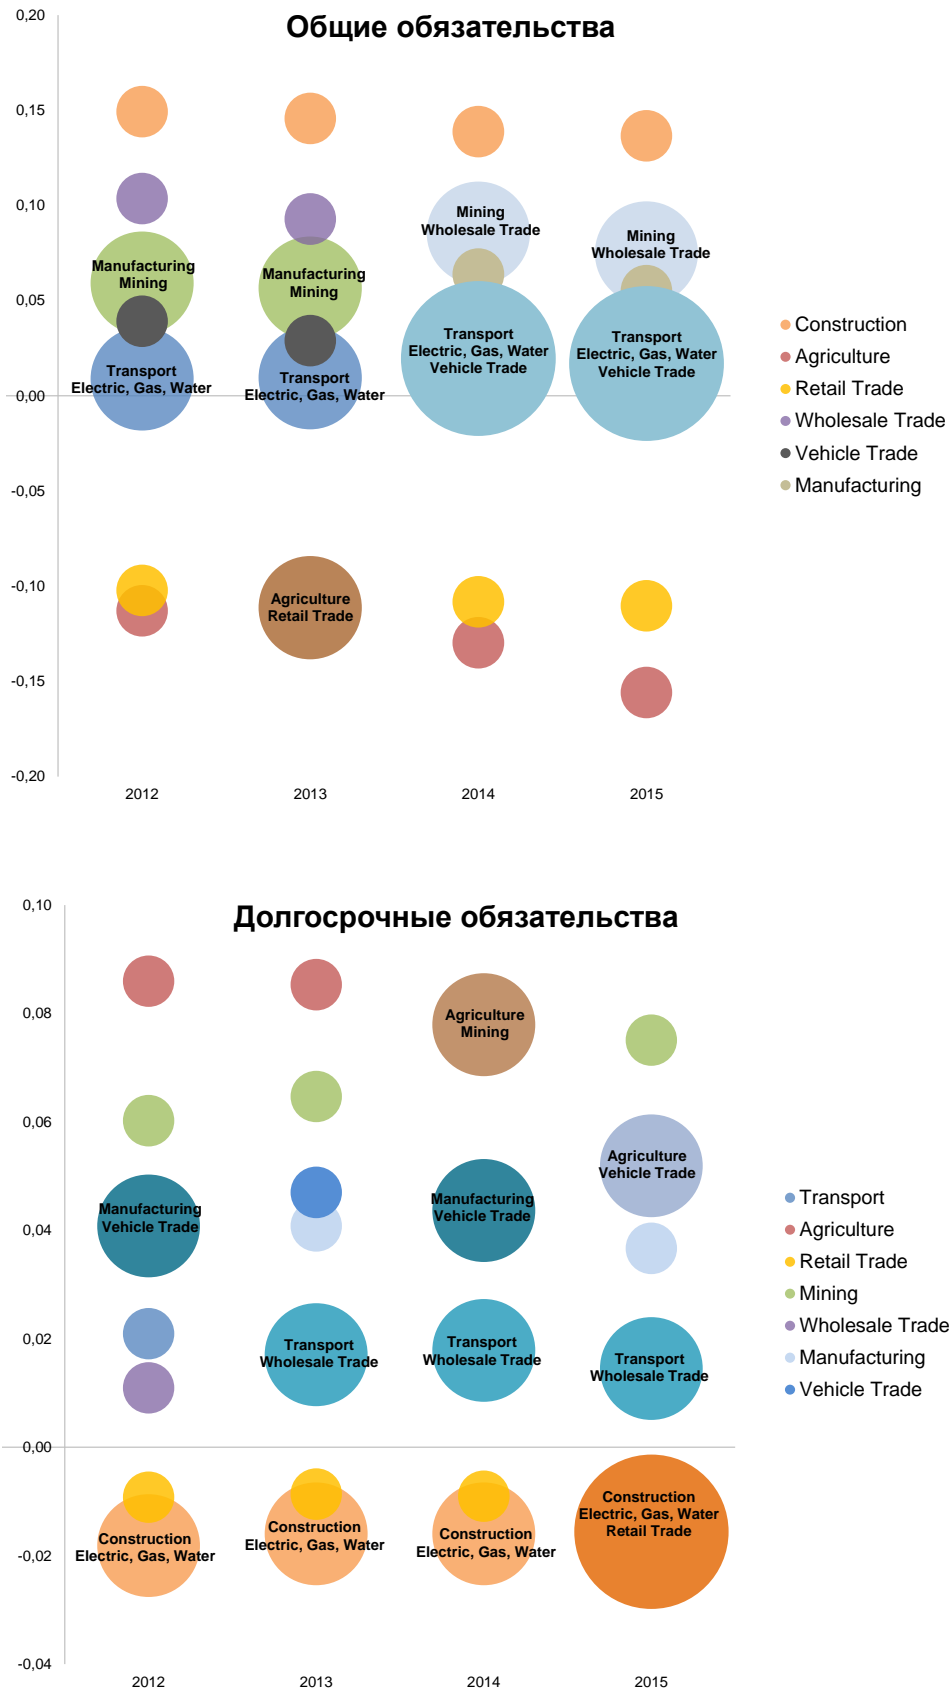 Общие обязательства
0,20
0,15
0,10
0,05
0,00
-0,05
-0,10
-0,15
-0,20
Manufacturing
Mining
Transport
Electric, Gas, Water
Manufacturing
Mining
Transport
Electric, Gas, Water
Agriculture
Retail Trade
Mining
Wholesale Trade
Transport
Electric, Gas, Water
Vehicle Trade
Mining
Wholesale Trade
Transport
Electric, Gas, Water
Vehicle Trade
2012
2013
2014
2015
Construction
Agriculture
Retail Trade
Wholesale Trade
Vehicle Trade
Manufacturing
Долгосрочные обязательства
0,10
0,08
0,06
0,04
0,02
0,00
-0,02
-0,04
Manufacturing
Vehicle Trade
Construction
Electric, Gas, Water
Transport
Wholesale Trade
Construction
Electric, Gas, Water
Agriculture
Mining
Manufacturing
Vehicle Trade
Transport
Wholesale Trade
Construction
Electric, Gas, Water
Agriculture
Vehicle Trade
Transport
Wholesale Trade
Construction
Electric, Gas, Water
Retail Trade
2012
2013
2014
2015
Transport
Agriculture
Retail Trade
Mining
Wholesale Trade
Manufacturing
Vehicle Trade